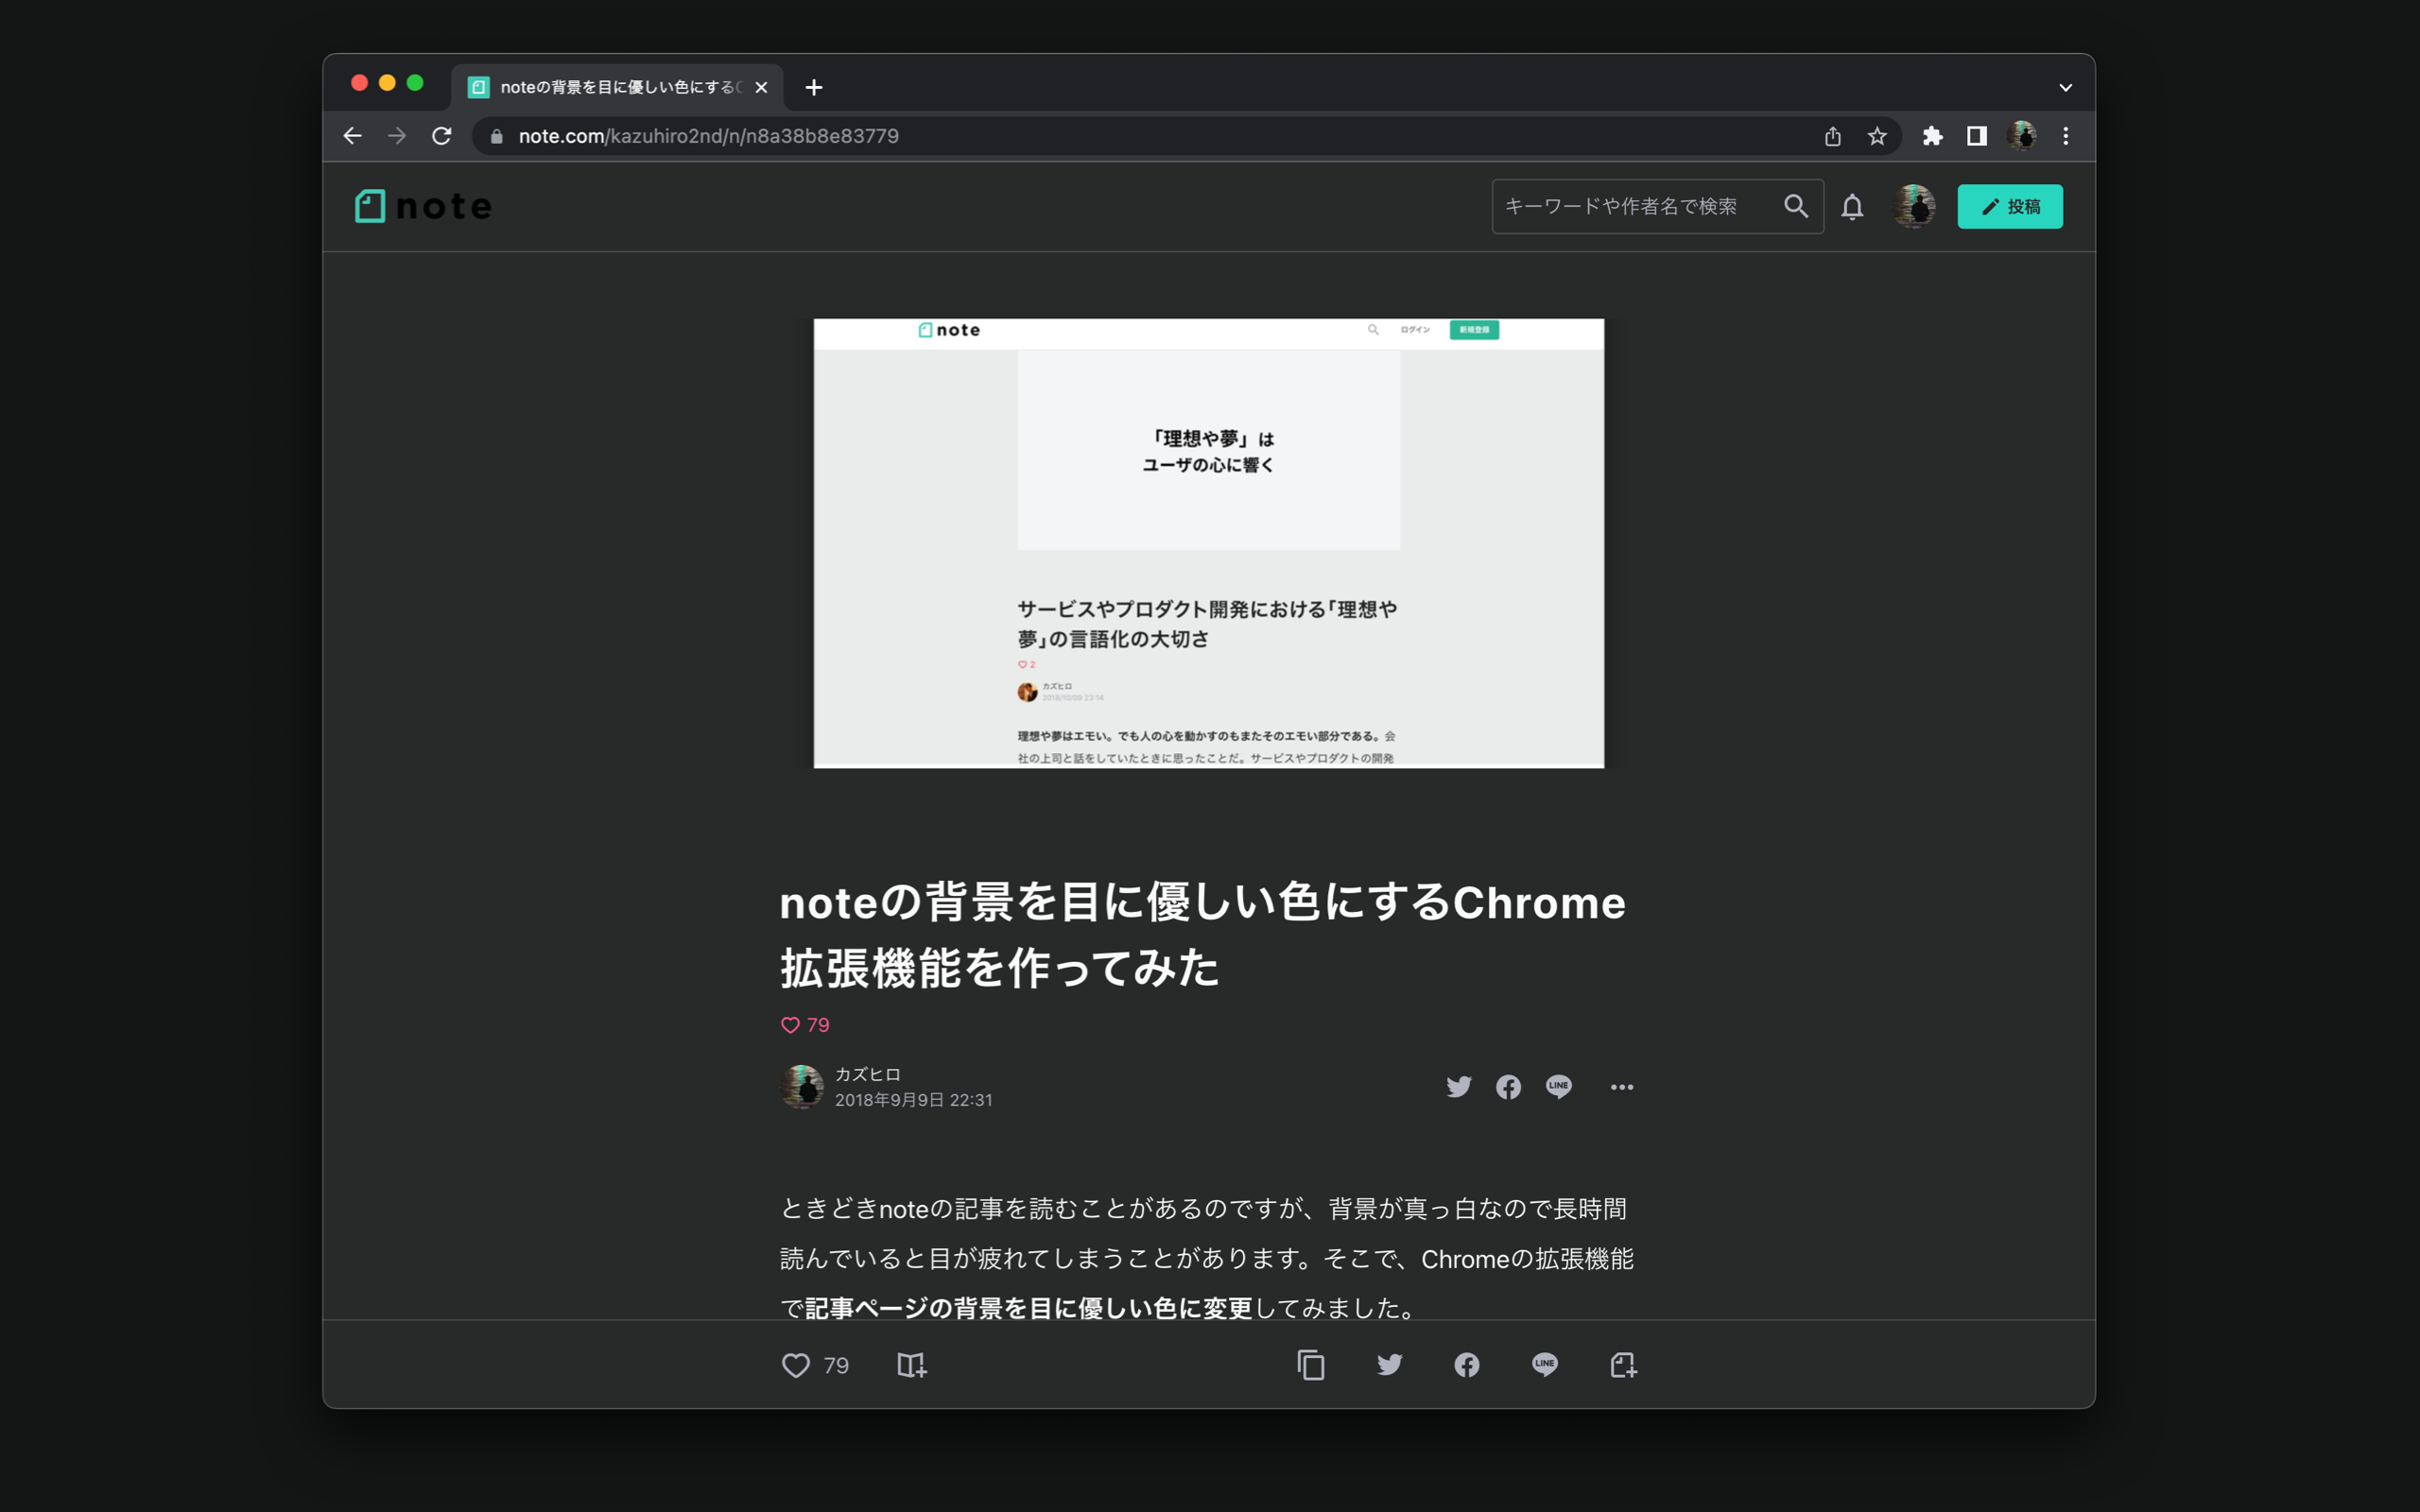 noteの背景を目に優しい色にするC
note.com/kazuhiro2nd/n/n8a38b8e83779
note
キーワードや作者名で検索
投稿
note
ログイン
新規登録
「理想や夢」は
ユーザの心に響く
サービスやプロダクト開発における「理想や
夢」の言語化の大切さ
2
カズヒロ
2018/10/09 23:14
理想や夢はエモい。でも人の心を動かすのもまたそのエモい部分である。会
社の上司と話をしていたときに思ったことだ。サービスやプロダクトの開発
noteの背景を目に優しい色にするChrome
拡張機能を作ってみた
79
カズヒロ
2018年9月9日 22:31
LINE
ときどきnoteの記事を読むことがあるのですが、背景が真っ白なので長時間
読んでいると目が疲れてしまうことがあります。そこで、Chromeの拡張機能
で記事ページの背景を目に優しい色に変更してみました。
79
LINE